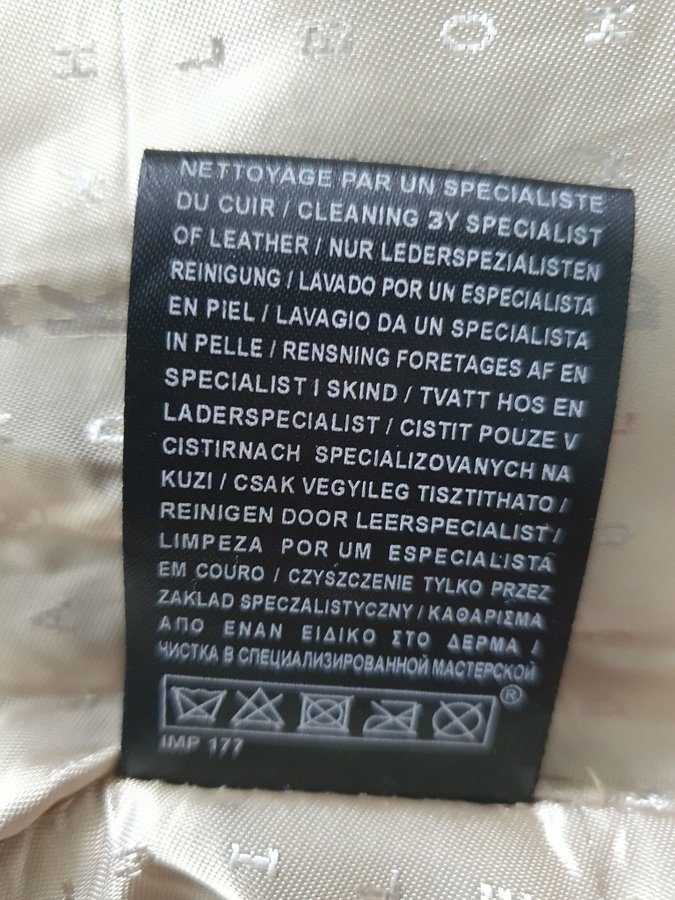 NETTOYAGE PAR UN SPECIALISTE
DU CUIR / CLEANING 3Y SPECIALIST
OF LEATHER / NUR LEDERSPEZIALISTEN
REINIGUNG / LAVADO POR UN ESPECIALISTA
EN PIEL / LAVAGIO DA UN SPECIALISTA
IN PELLE / RENSNING FORETAGES AF EN
SPECIALIST I SKIND / TVATT HOS EN
LADERSPECIALIST / CISTIT POUZE V
CISTIRNACH SPECIALIZOVANYCH NA
KUZI / CSAK VEGYILEG TISZTITHATO /
REINIGEN DOOR LEERSPECIALIST /
LIMPEZA POR UM ESPECIALISTA
EM COURO / CZYSZCZENIE TYLKO PRZEZ
ZAKLAD SPECZALISTYCZNY / ΚΑΘΑΡΙΣΜΑ
ΑΠΟ ΕΝΑΝ ΕΙΔΙΚΟ ΣΤΟ ΔΕΡΜΑ /
ЧИСТКА В СПЕЦИАЛИЗИРОВАННОЙ МАСТЕРСКОЙ
®
IMP 177